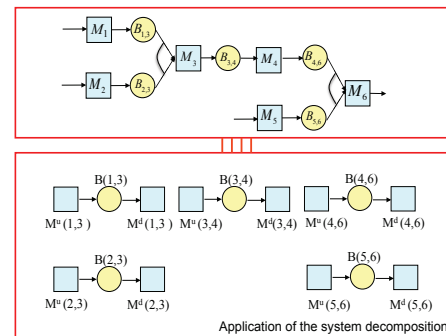 M1 B1,3
M3 B3,4 M4 B4,6
M2 B2,3
M6
M5 B5,6
B(1,3) B(3,4) B(4,6)
Mᵘ(1,3) Mᵈ(1,3) Mᵘ(3,4) Mᵈ(3,4) Mᵘ(4,6) Mᵈ(4,6)
B(2,3) B(5,6)
Mᵘ(2,3) Mᵈ(2,3) Mᵘ(5,6) Mᵈ(5,6)
Application of the system decomposition